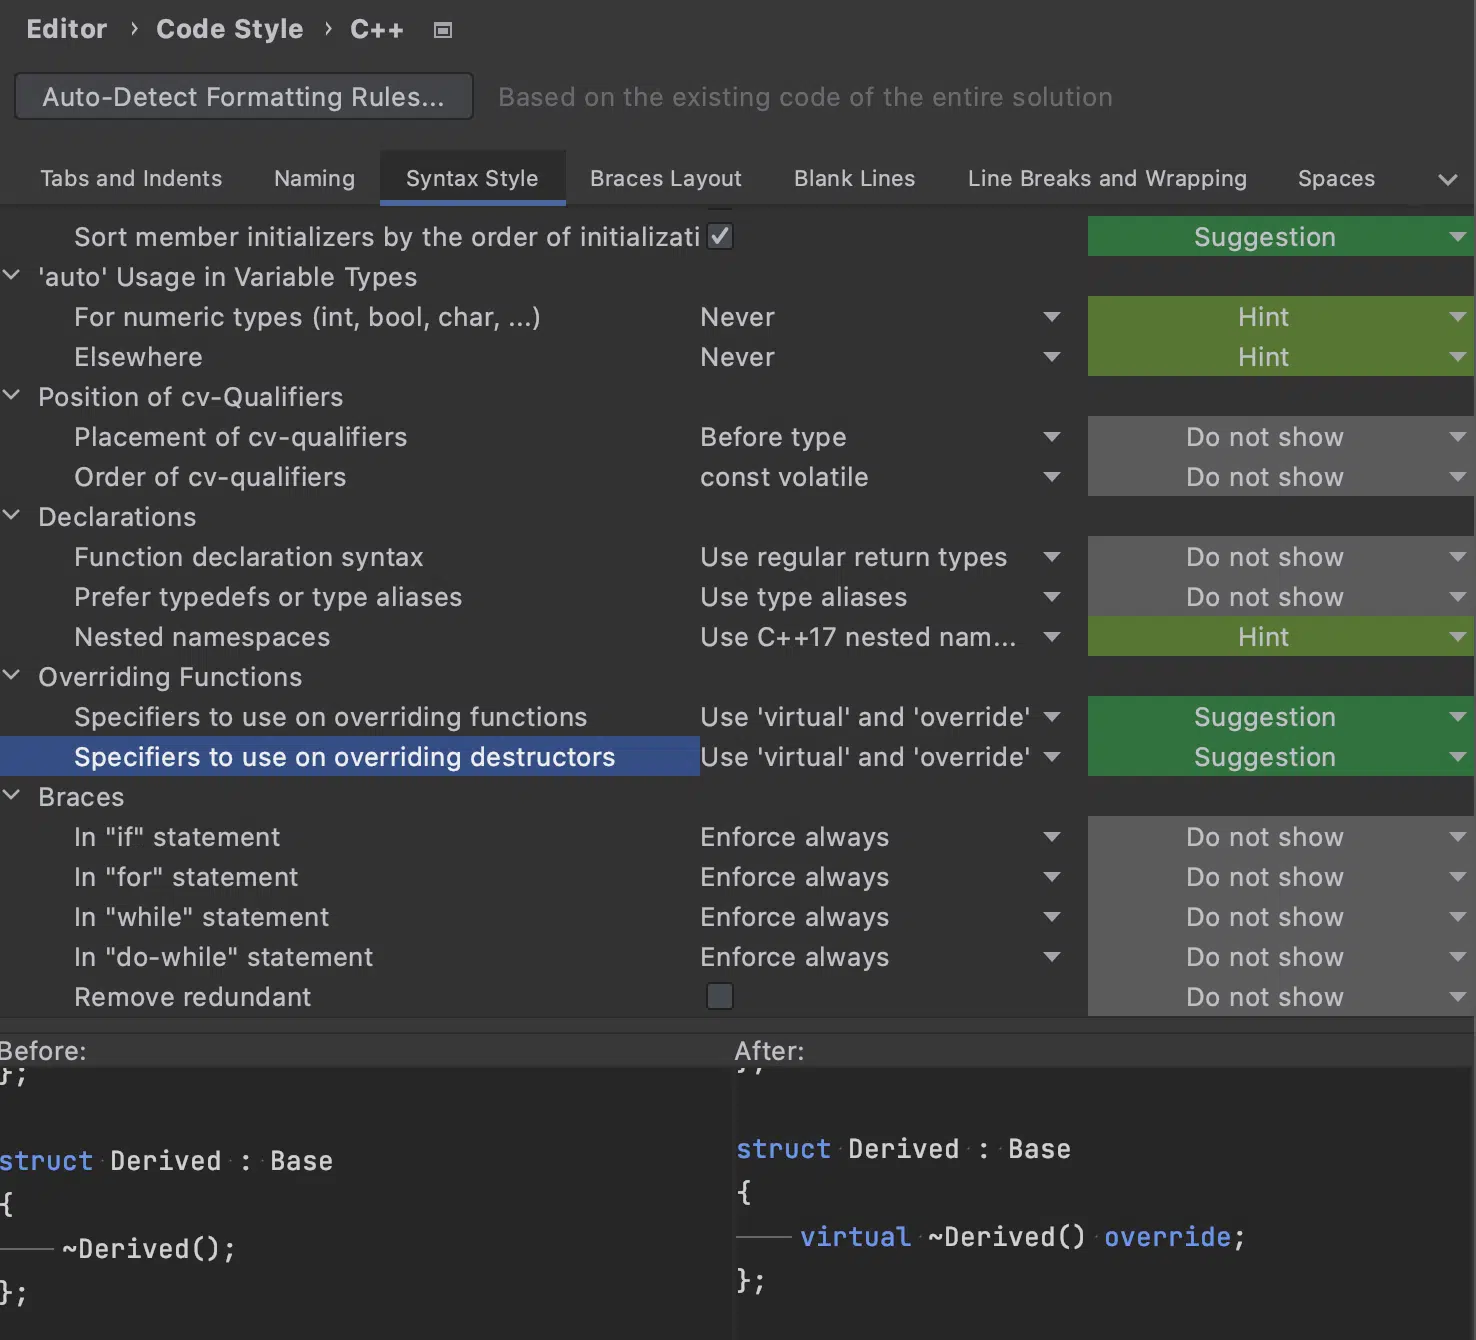 Editor › Code Style › C++
Auto-Detect Formatting Rules... Based on the existing code of the entire solution
Tabs and Indents Naming Syntax Style Braces Layout Blank Lines Line Breaks and Wrapping Spaces
Sort member initializers by the order of initializati Suggestion
'auto' Usage in Variable Types
For numeric types (int, bool, char, ...) Never Hint
Elsewhere Never Hint
Position of cv-Qualifiers
Placement of cv-qualifiers Before type Do not show
Order of cv-qualifiers const volatile Do not show
Declarations
Function declaration syntax Use regular return types Do not show
Prefer typedefs or type aliases Use type aliases Do not show
Nested namespaces Use C++17 nested nam... Hint
Overriding Functions
Specifiers to use on overriding functions Use 'virtual' and 'override' Suggestion
Specifiers to use on overriding destructors Use 'virtual' and 'override' Suggestion
Braces
In "if" statement Enforce always Do not show
In "for" statement Enforce always Do not show
In "while" statement Enforce always Do not show
In "do-while" statement Enforce always Do not show
Remove redundant Do not show
Before:
};
struct Derived : Base
{
~Derived();
};
After:
};
struct Derived : Base
{
virtual ~Derived() override;
};